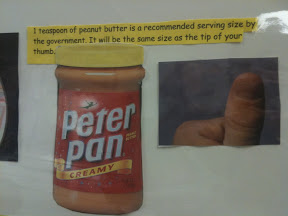 1 teaspoon of peanut butter is a recommended serving size by
the government. It will be the same size as the tip of your
thumb.
Peter
Pan
CREAMY